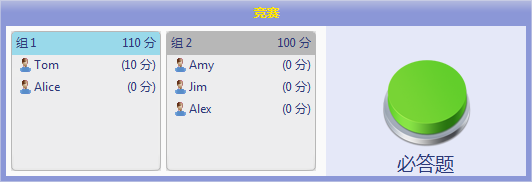 竞赛
组 1 110 分
Tom (10 分)
Alice (0 分)
组 2 100 分
Amy (0 分)
Jim (0 分)
Alex (0 分)
必答题